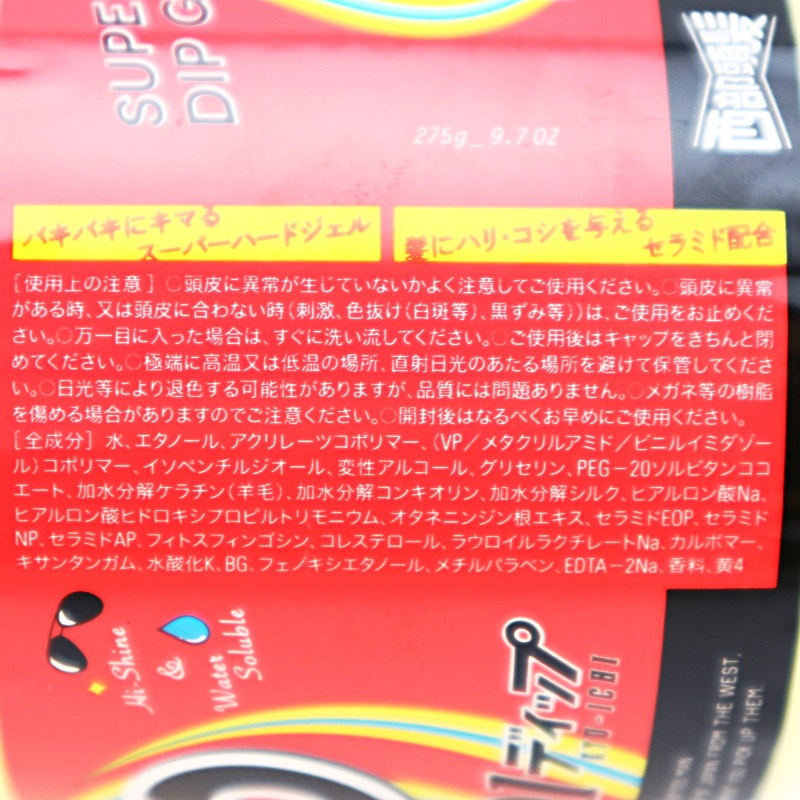 SUPE
DIP G
275g_9.7OZ
西部頭髪
バキバキにキマる
スーパーハードジェル
髪にハリ・コシを与える
セラミド配合
[使用上の注意] ○頭皮に異常が生じていないかよく注意してご使用ください。○頭皮に異常
がある時、又は頭皮に合わない時(刺激、色抜け(白斑等)、黒ずみ等))は、ご使用をお止めくだ
さい。○万一目に入った場合は、すぐに洗い流してください。○ご使用後はキャップをきちんと閉
めてください。○極端に高温又は低温の場所、直射日光のあたる場所を避けて保管してくださ
い。○日光等により退色する可能性がありますが、品質には問題ありません。○メガネ等の樹脂
を傷める場合がありますのでご注意ください。○開封後はなるべくお早めにご使用ください。
[全成分] 水、エタノール、アクリレーツコポリマー、(VP/メタクリルアミド/ビニルイミダゾー
ル)コポリマー、イソペンチルジオール、変性アルコール、グリセリン、PEG-20ソルビタンココ
エート、加水分解ケラチン(羊毛)、加水分解コンキオリン、加水分解シルク、ヒアルロン酸Na、
ヒアルロン酸ヒドロキシプロピルトリモニウム、オタネニンジン根エキス、セラミドEOP、セラミド
NP、セラミドAP、フィトスフィンゴシン、コレステロール、ラウロイルラクチレートNa、カルボマー、
キサンタンガム、水酸化K、BG、フェノキシエタノール、メチルパラベン、EDTA-2Na、香料、黄4
Hi-Shine
&
Water
Soluble
ディップ
KYO-ICHI
JAPAN FROM THE WEST,
TO PICK UP THEM.